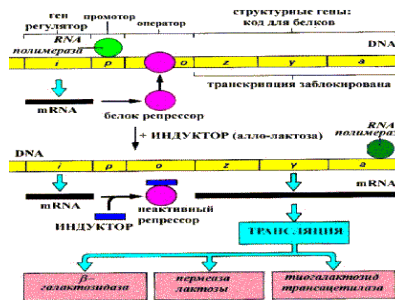 ген регулятор
промотор
оператор
структурные гены:
код для белков
RNA
полимераза
DNA
i p o z y a
транскрипция заблокирована
mRNA
белок репрессор
+ ИНДУКТОР (алло-лактоза)
RNA
полимераза
DNA
i p o z y a
mRNA
mRNA
неактивный
репрессор
ИНДУКТОР
ТРАНСЛЯЦИЯ
β-
галактозидаза
пермеаза
лактозы
тиогалактозид
трансацетилаза